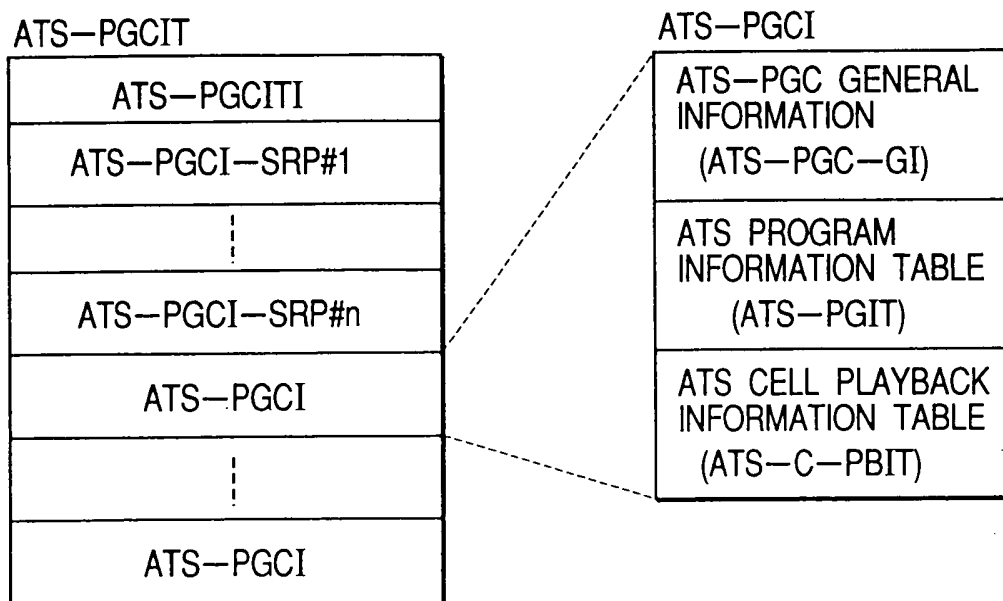 ATS—PGCIT
ATS—PGCITI
ATS—PGCI—SRP#1
ATS—PGCI—SRP#n
ATS—PGCI
ATS—PGCI
ATS—PGCI
ATS—PGC GENERAL
INFORMATION
(ATS—PGC—GI)
ATS PROGRAM
INFORMATION TABLE
(ATS—PGIT)
ATS CELL PLAYBACK
INFORMATION TABLE
(ATS—C—PBIT)